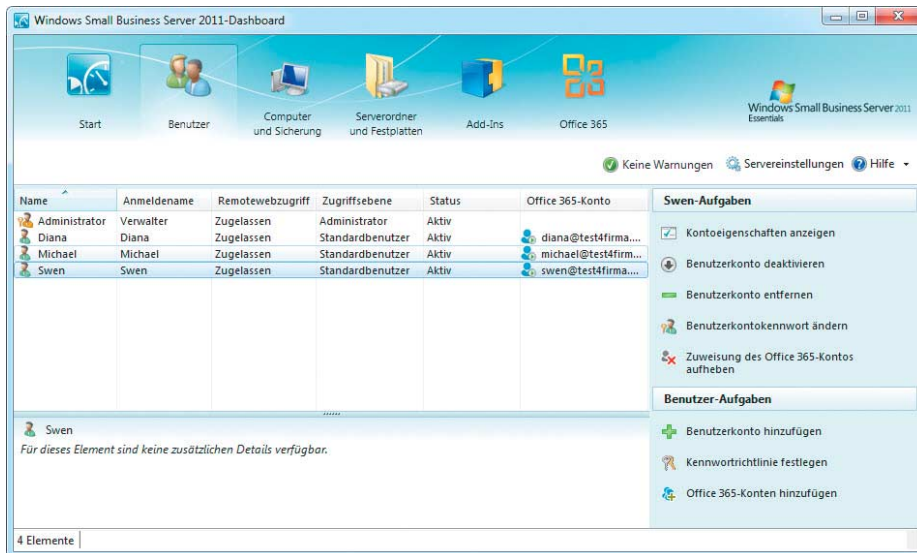 Windows Small Business Server 2011-Dashboard
Start
Benutzer
Computer
und Sicherung
Serverordner
und Festplatten
Add-Ins
Office 365
Windows Small Business Server 2011
Essentials
Keine Warnungen Servereinstellungen Hilfe
Name Anmeldename Remotewebzugriff Zugriffsebene Status Office 365-Konto
Administrator Verwalter Zugelassen Administrator Aktiv
Diana Diana Zugelassen Standardbenutzer Aktiv diana@test4firma....
Michael Michael Zugelassen Standardbenutzer Aktiv michael@test4firm...
Swen Swen Zugelassen Standardbenutzer Aktiv swen@test4firma....
Swen-Aufgaben
Kontoeigenschaften anzeigen
Benutzerkonto deaktivieren
Benutzerkonto entfernen
Benutzerkontokennwort ändern
Zuweisung des Office 365-Kontos
aufheben
Benutzer-Aufgaben
Benutzerkonto hinzufügen
Kennwortrichtlinie festlegen
Office 365-Konten hinzufügen
Swen
Für dieses Element sind keine zusätzlichen Details verfügbar.
4 Elemente